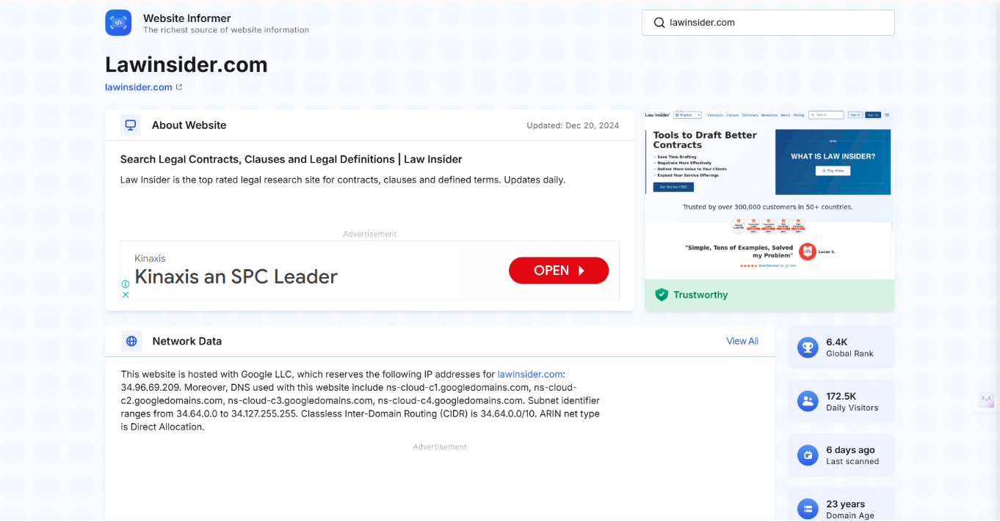 Website Informer
The richest source of website information
lawinsider.com
Lawinsider.com
lawinsider.com
About Website
Updated: Dec 20, 2024
Search Legal Contracts, Clauses and Legal Definitions | Law Insider
Law Insider is the top rated legal research site for contracts, clauses and defined terms. Updates daily.
Advertisement
Kinaxis
Kinaxis an SPC Leader
OPEN
Law Insider
English
Contracts Clauses Dictionary Resources About Pricing
Search
Sign In
Sign Up
Tools to Draft Better
Contracts
Save Time Drafting
Negotiate More Effectively
Deliver More Value to Your Clients
Expand Your Service Offerings
Get Started FREE
WHAT IS LAW INSIDER?
Play Video
Trusted by over 300,000 customers in 50+ countries.
"Simple, Tons of Examples, Solved
my Problem"
Lucas S.
Read Reviews on g2.com
Trustworthy
Network Data
View All
This website is hosted with Google LLC, which reserves the following IP addresses for lawinsider.com:
34.96.69.209. Moreover, DNS used with this website include ns-cloud-c1.googledomains.com, ns-cloud-
c2.googledomains.com, ns-cloud-c3.googledomains.com, ns-cloud-c4.googledomains.com. Subnet identifier
ranges from 34.64.0.0 to 34.127.255.255. Classless Inter-Domain Routing (CIDR) is 34.64.0.0/10. ARIN net type
is Direct Allocation.
Advertisement
6.4K
Global Rank
172.5K
Daily Visitors
6 days ago
Last scanned
23 years
Domain Age